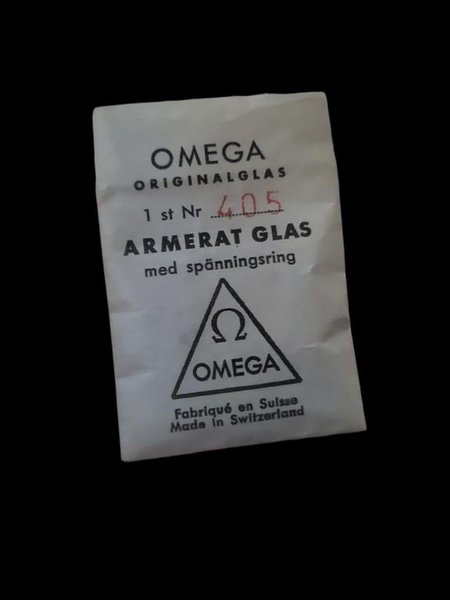 OMEGA
ORIGINALGLAS
1 st Nr 405
ARMERAT GLAS
med spänningsring
Ω
OMEGA
Fabriqué en Suisse
Made in Switzerland